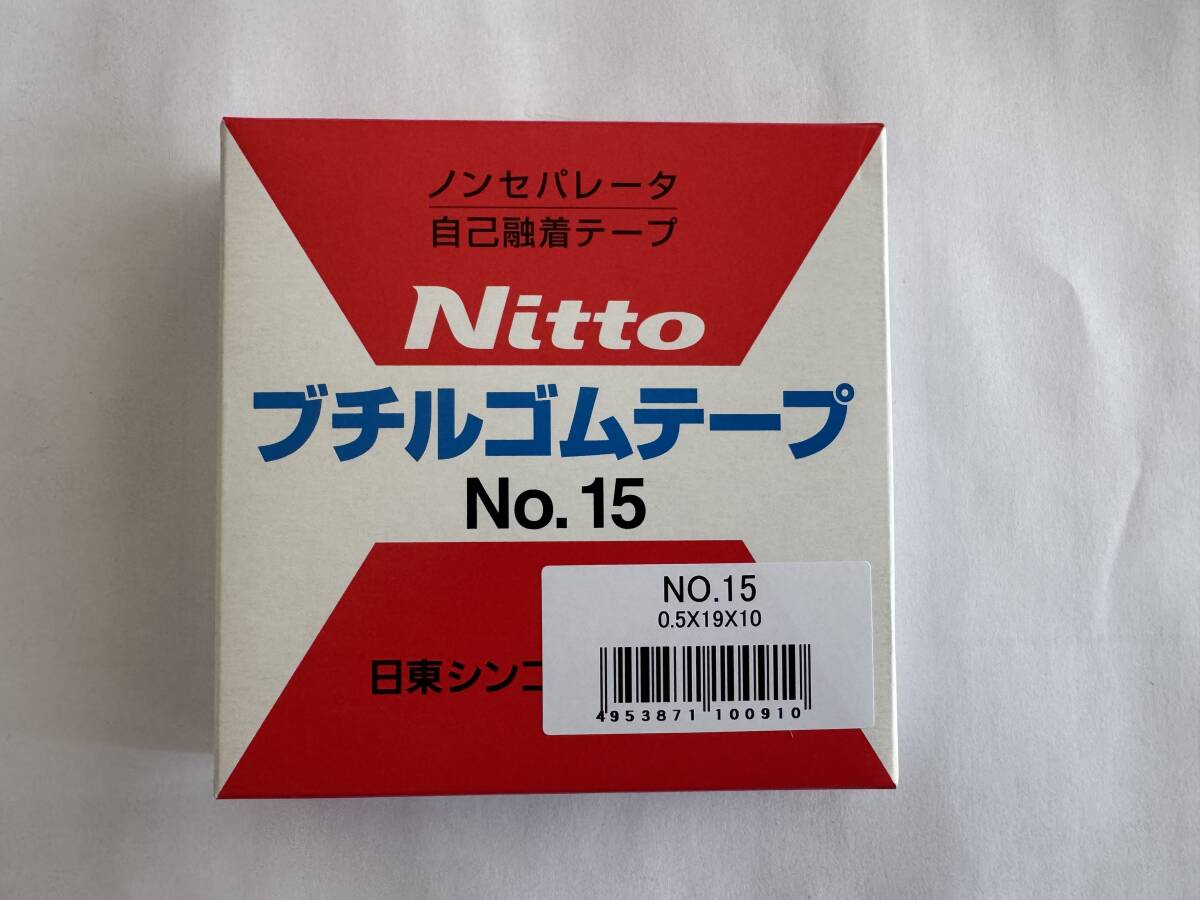 ノンセパレータ
自己融着テープ
Nitto
ブチルゴムテープ
No.15
NO.15
0.5X19X10
日東シンコ
4953871 100910